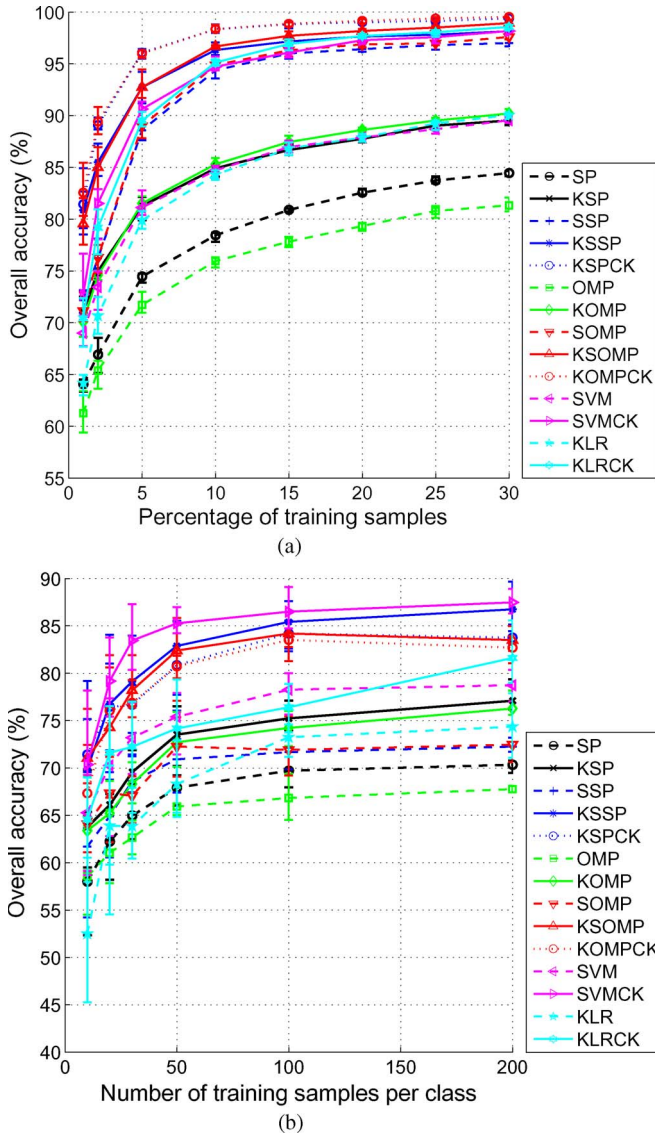 100
95
90
85
80
75
70
65
60
55
Overall accuracy (%)
0 5 10 15 20 25 30
Percentage of training samples
SP
KSP
SSP
KSSP
KSPCK
OMP
KOMP
SOMP
KSOMP
KOMPCK
SVM
SVMCK
KLR
KLRCK
(a)
90
85
80
75
70
65
60
55
50
45
40
Overall accuracy (%)
0 50 100 150 200
Number of training samples per class
SP
KSP
SSP
KSSP
KSPCK
OMP
KOMP
SOMP
KSOMP
KOMPCK
SVM
SVMCK
KLR
KLRCK
(b)